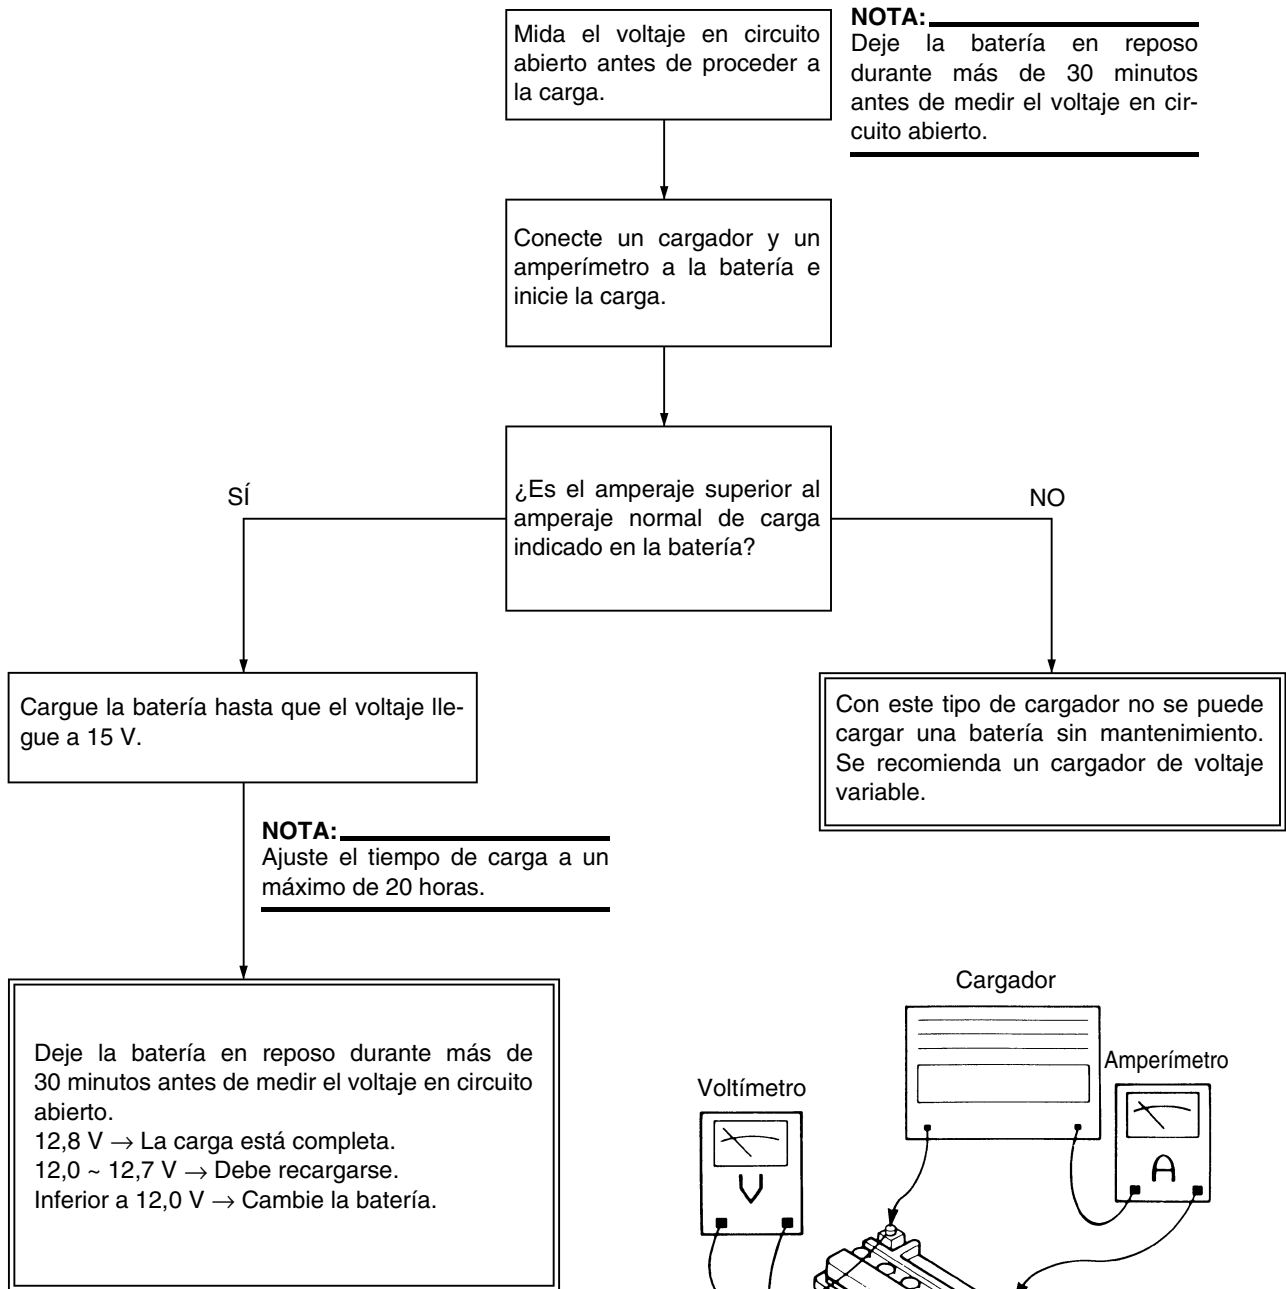 Mida el voltaje en circuito
abierto antes de proceder a
la carga.
NOTA:
Deje la batería en reposo
durante más de 30 minutos
antes de medir el voltaje en cir-
cuito abierto.
Conecte un cargador y un
amperímetro a la batería e
inicie la carga.
¿Es el amperaje superior al
amperaje normal de carga
indicado en la batería?
SÍ
NO
Cargue la batería hasta que el voltaje lle-
gue a 15 V.
Con este tipo de cargador no se puede
cargar una batería sin mantenimiento.
Se recomienda un cargador de voltaje
variable.
NOTA:
Ajuste el tiempo de carga a un
máximo de 20 horas.
Deje la batería en reposo durante más de
30 minutos antes de medir el voltaje en circuito
abierto.
12,8 V → La carga está completa.
12,0 ~ 12,7 V → Debe recargarse.
Inferior a 12,0 V → Cambie la batería.
Cargador
Amperímetro
Voltímetro
V
A